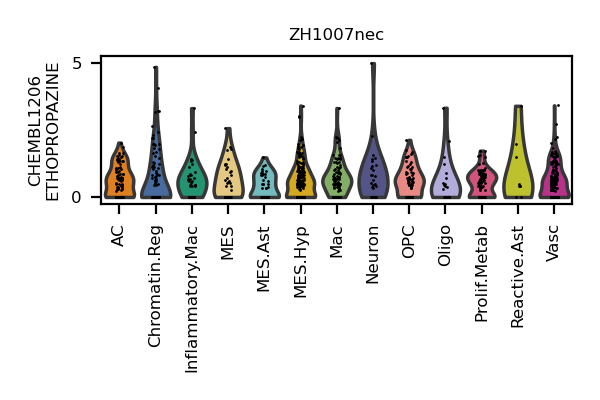 ZH1007nec
CHEMBL1206
ETHOPROPAZINE
5
0
AC
Chromatin.Reg
Inflammatory.Mac
MES
MES.Ast
MES.Hyp
Mac
Neuron
OPC
Oligo
Prolif.Metab
Reactive.Ast
Vasc